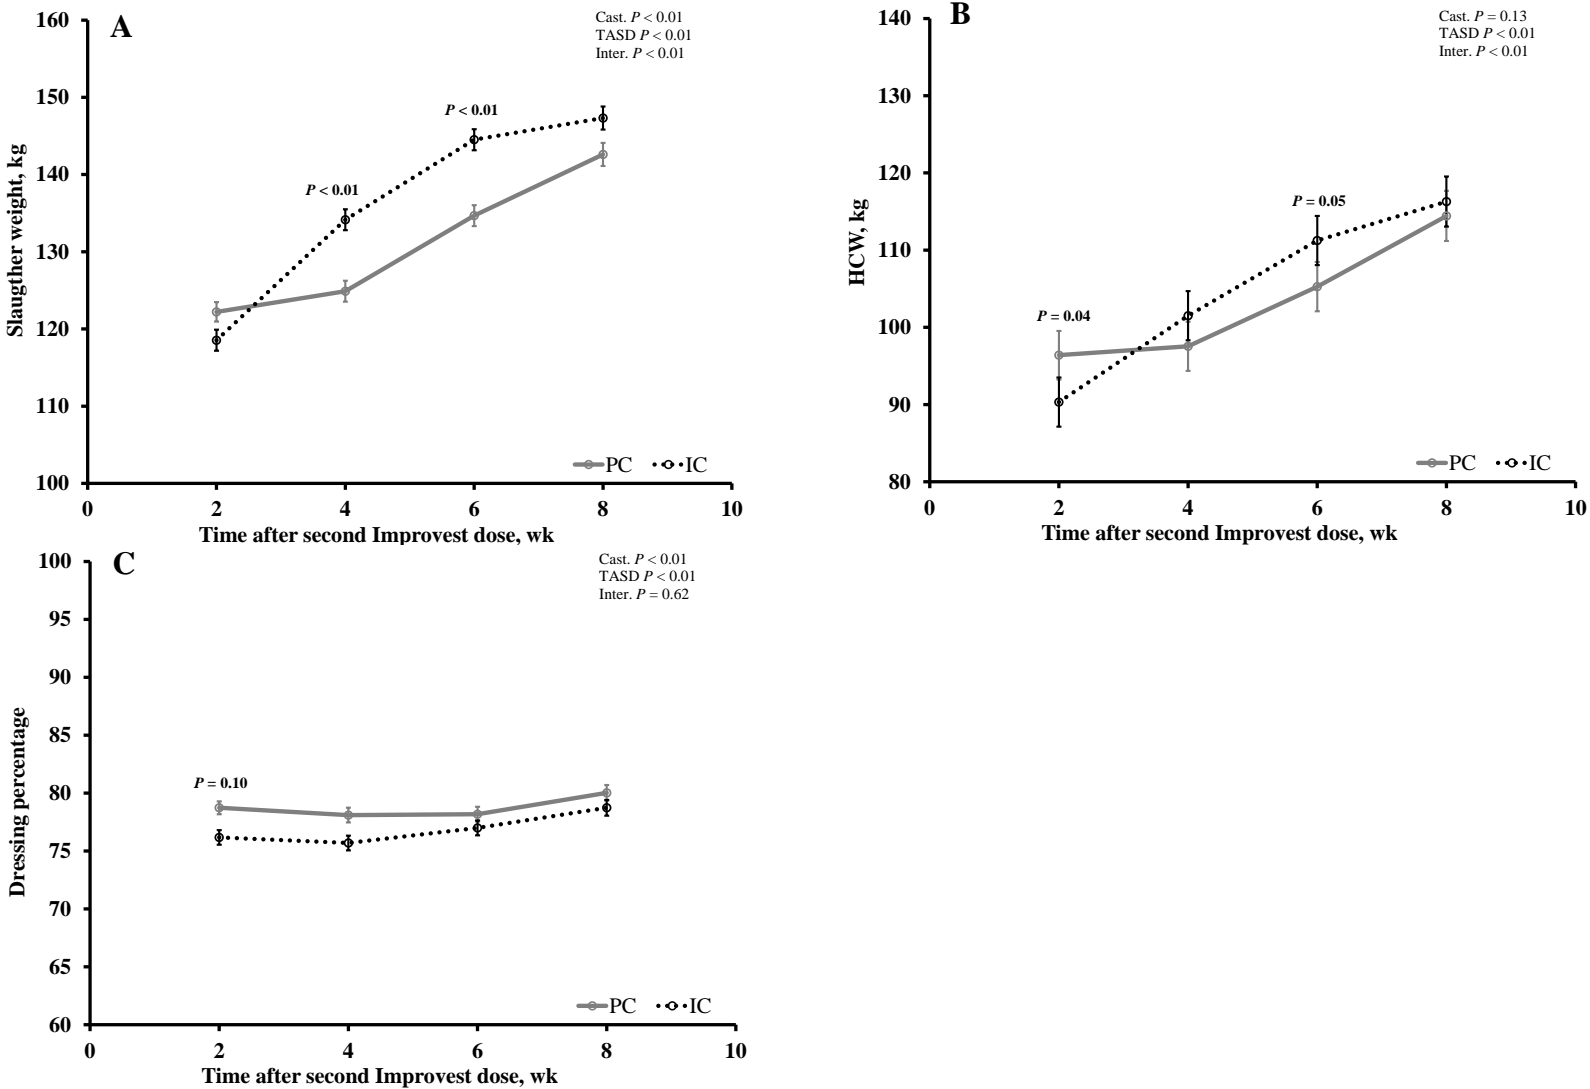 A
Cast. P < 0.01
TASD P < 0.01
Inter. P < 0.01
160
150
140
130
120
110
100
Slaugther weight, kg
P < 0.01
P < 0.01
PC IC
0 2 4 6 8 10
Time after second Improvest dose, wk
B
Cast. P = 0.13
TASD P < 0.01
Inter. P < 0.01
140
130
120
110
100
90
80
HCW, kg
P = 0.05
P = 0.04
PC IC
0 2 4 6 8 10
Time after second Improvest dose, wk
C
Cast. P < 0.01
TASD P < 0.01
Inter. P = 0.62
100
95
90
85
80
75
70
65
60
Dressing percentage
P = 0.10
PC IC
0 2 4 6 8 10
Time after second Improvest dose, wk